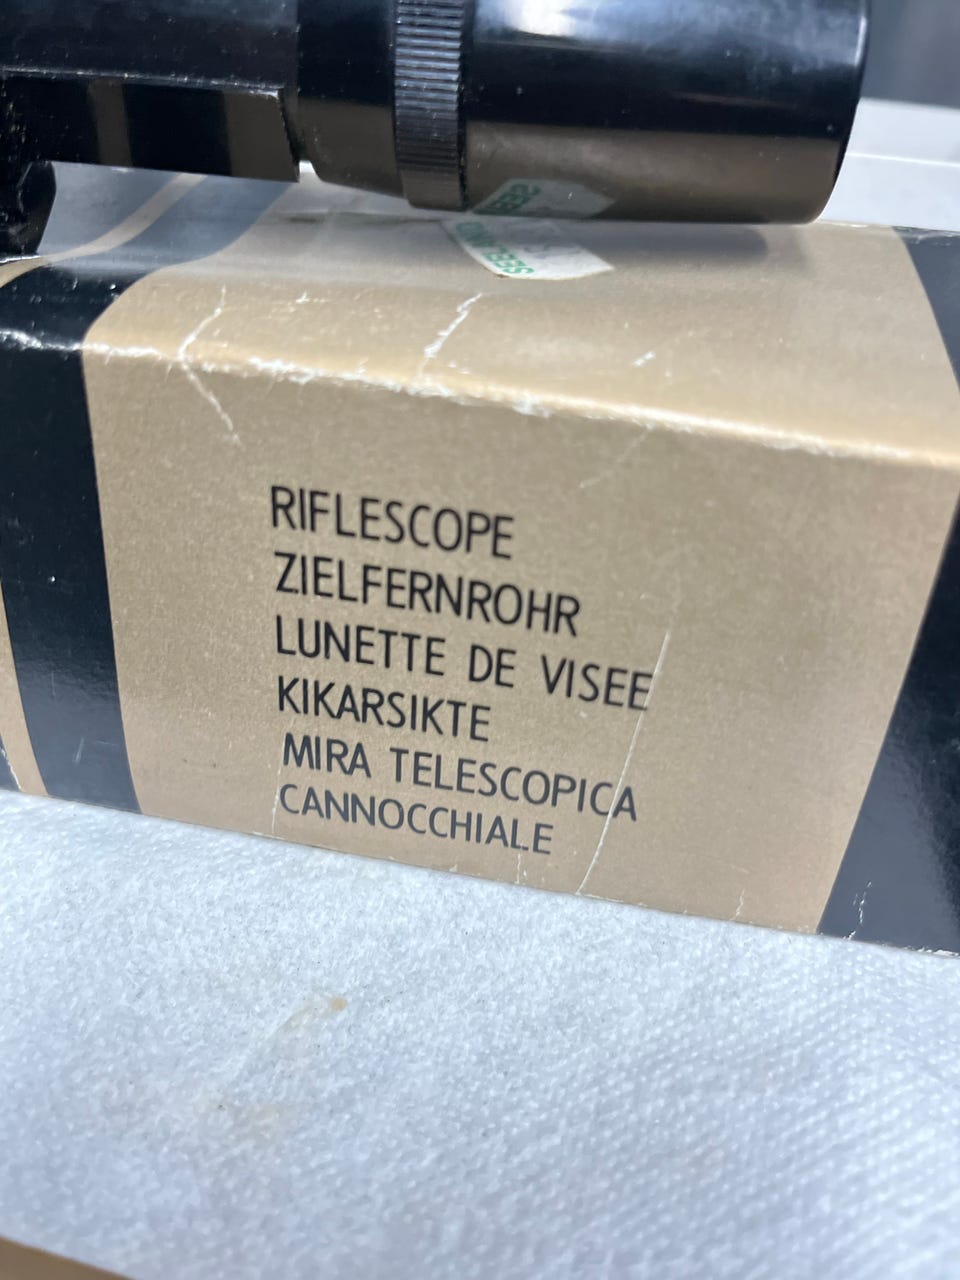 RIFLESCOPE
ZIELFERNROHR
LUNETTE DE VISEE
KIKARSIKTE
MIRA TELESCOPICA
CANNOCCHIALE